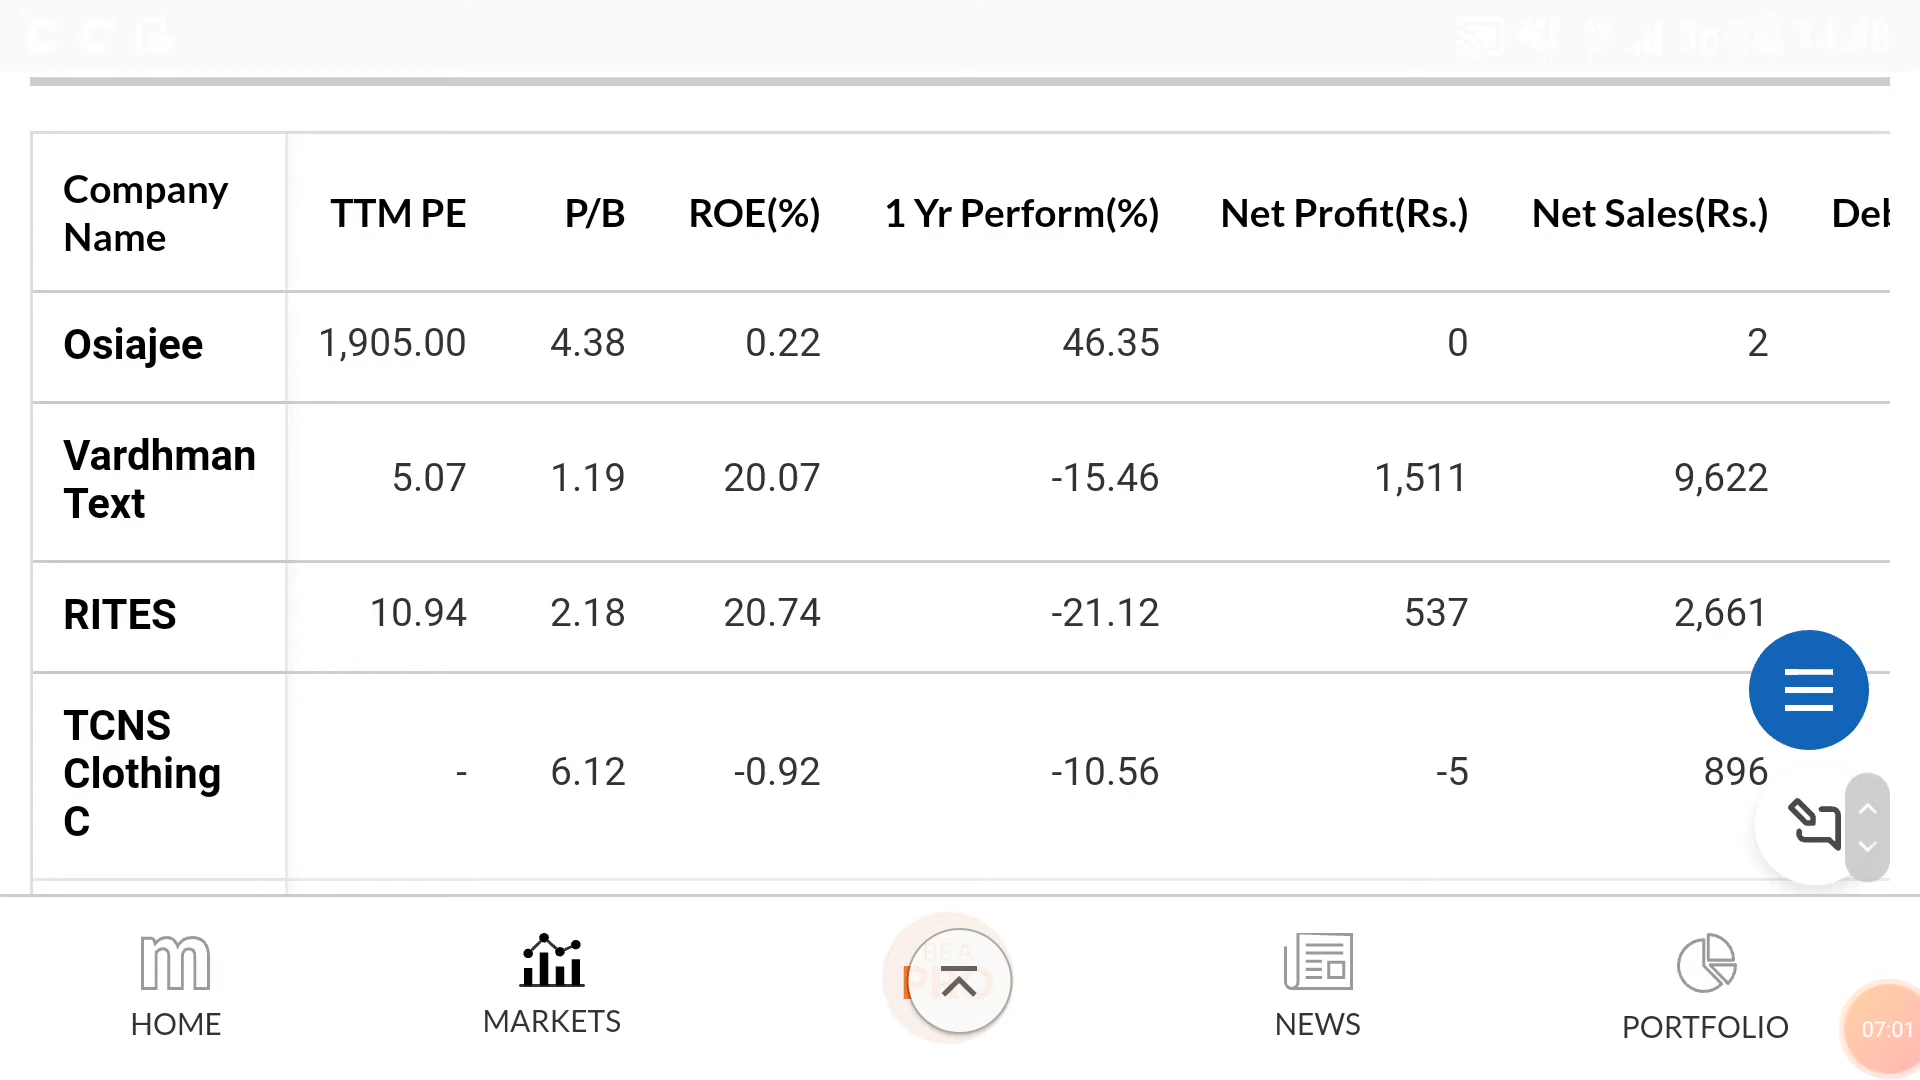 Company Name TTM PE P/B ROE(%) 1 Yr Perform(%) Net Profit(Rs.) Net Sales(Rs.)
Osiajee 1,905.00 4.38 0.22 46.35 0 2
Vardhman Text 5.07 1.19 20.07 -15.46 1,511 9,622
RITES 10.94 2.18 20.74 -21.12 537 2,661
TCNS Clothing C - 6.12 -0.92 -10.56 -5 896
HOME MARKETS NEWS PORTFOLIO
07:01